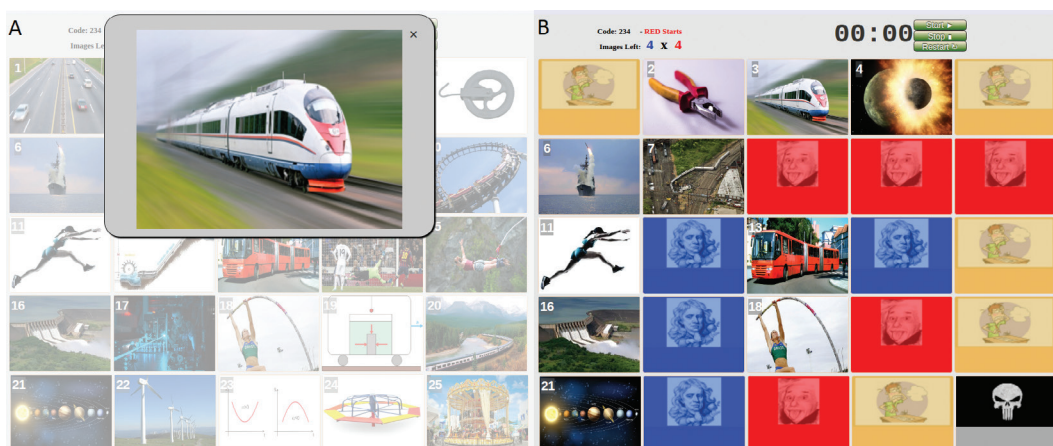 A
Code: 234
Images Le
×
1
6
11
16
17
18
19
20
21
22
23
24
25
B
Code: 234 - RED Starts
Images Left: 4 x 4
00:00
Start
Stop
Restart
2
3
4
6
7
11
13
16
18
21